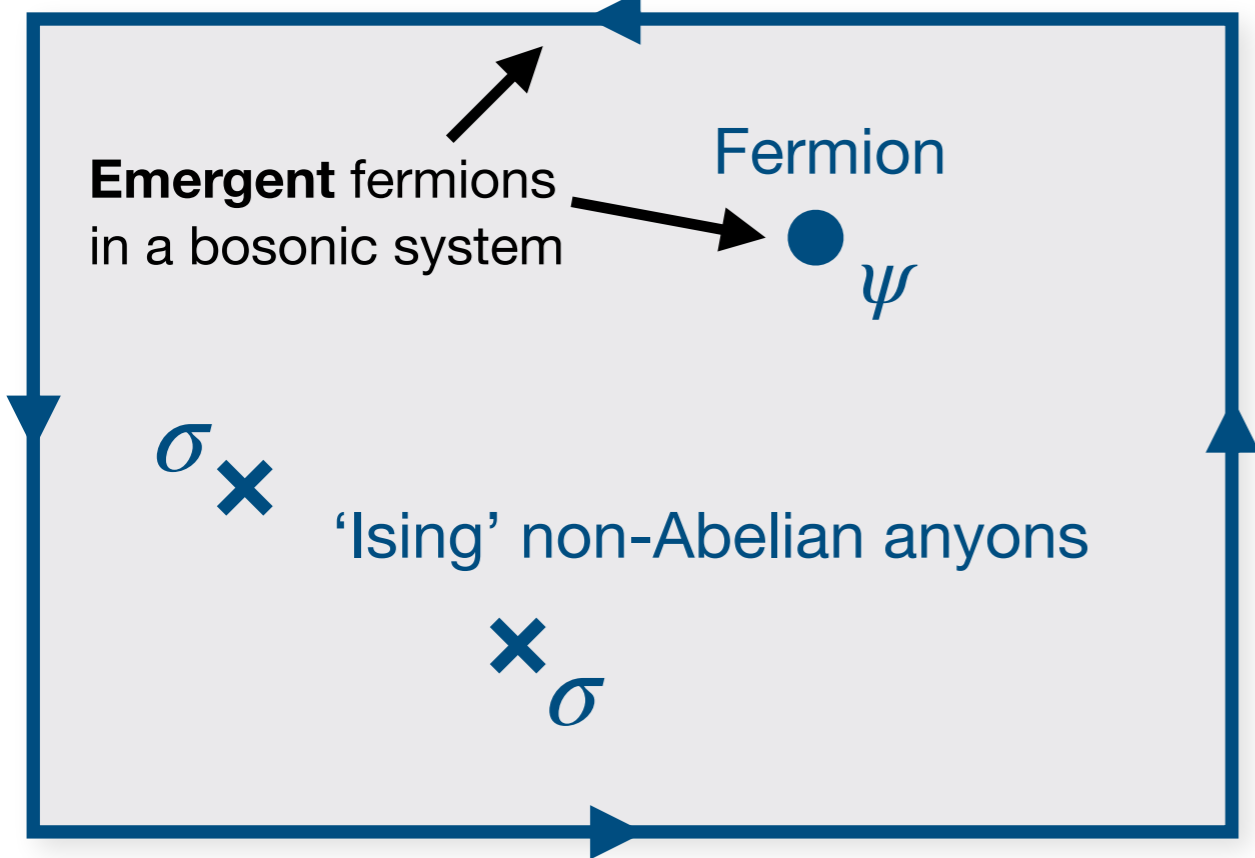 Emergent fermions
in a bosonic system
Fermion
ψ
σ
‘Ising’ non-Abelian anyons
σ